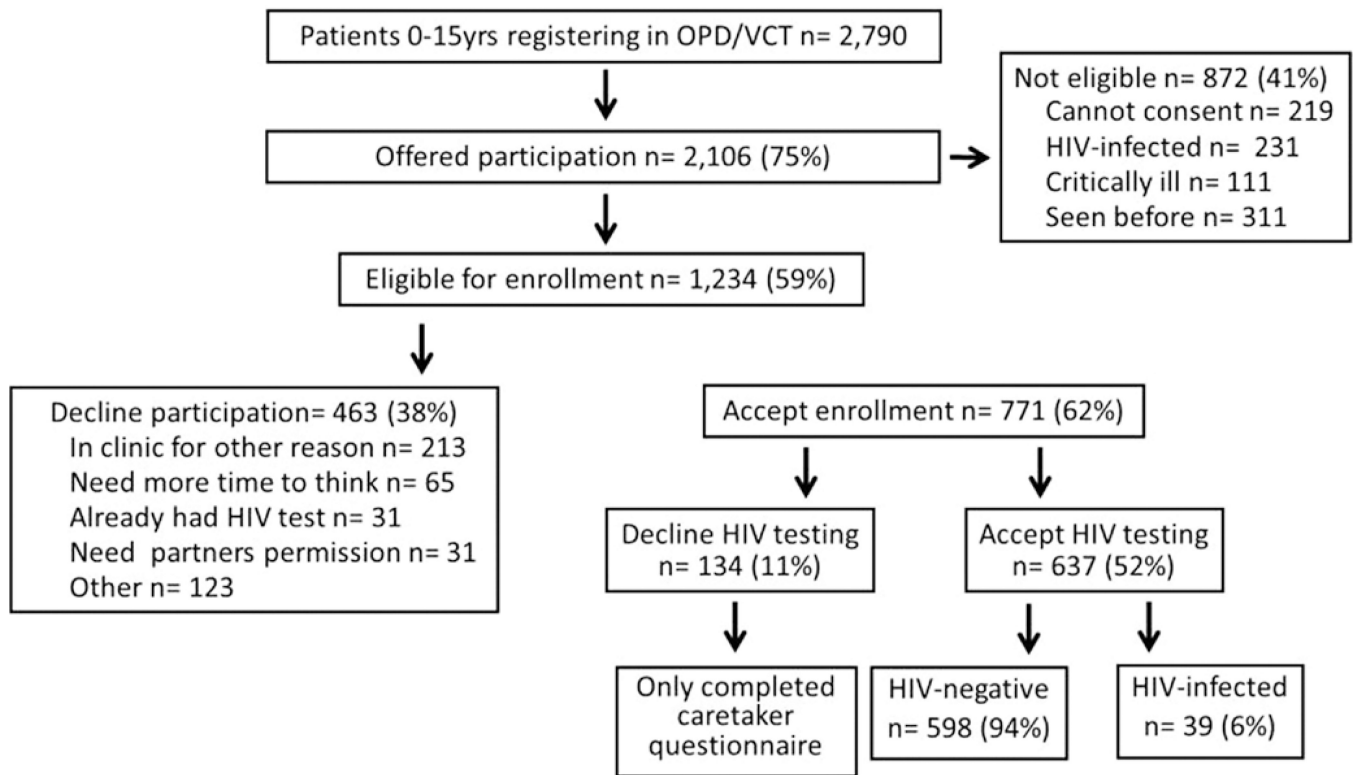 Patients 0-15yrs registering in OPD/VCT n= 2,790
Not eligible n= 872 (41%)
Cannot consent n= 219
HIV-infected n= 231
Critically ill n= 111
Seen before n= 311
Offered participation n= 2,106 (75%)
Eligible for enrollment n= 1,234 (59%)
Decline participation= 463 (38%)
In clinic for other reason n= 213
Need more time to think n= 65
Already had HIV test n= 31
Need partners permission n= 31
Other n= 123
Accept enrollment n= 771 (62%)
Decline HIV testing
n= 134 (11%)
Accept HIV testing
n= 637 (52%)
Only completed
caretaker
questionnaire
HIV-negative
n= 598 (94%)
HIV-infected
n= 39 (6%)